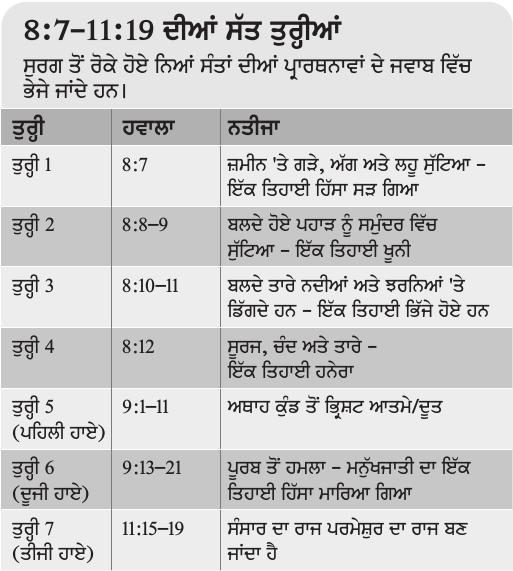 8:7–11:19 ਦੀਆਂ ਸੱਤ ਤੁਰ੍ਹੀਆਂ
ਸੁਰਗ ਤੋਂ ਰੋਕੇ ਹੋਏ ਨਿਆਂ ਸੰਤਾਂ ਦੀਆਂ ਪ੍ਰਾਰਥਨਾਵਾਂ ਦੇ ਜਵਾਬ ਵਿੱਚ
ਭੇਜੇ ਜਾਂਦੇ ਹਨ।
ਤੁਰ੍ਹੀ ਹਵਾਲਾ ਨਤੀਜਾ
ਤੁਰ੍ਹੀ 1 8:7 ਜ਼ਮੀਨ 'ਤੇ ਗੜੇ, ਅੱਗ ਅਤੇ ਲਹੂ ਸੁੱਟਿਆ –
ਇੱਕ ਤਿਹਾਈ ਹਿੱਸਾ ਸੜ ਗਿਆ
ਤੁਰ੍ਹੀ 2 8:8–9 ਬਲਦੇ ਹੋਏ ਪਹਾੜ ਨੂੰ ਸਮੁੰਦਰ ਵਿੱਚ
ਸੁੱਟਿਆ – ਇੱਕ ਤਿਹਾਈ ਖੂਨੀ
ਤੁਰ੍ਹੀ 3 8:10–11 ਬਲਦੇ ਤਾਰੇ ਨਦੀਆਂ ਅਤੇ ਝਰਨਿਆਂ 'ਤੇ
ਡਿੱਗਦੇ ਹਨ – ਇੱਕ ਤਿਹਾਈ ਭਿੱਜੇ ਹੋਏ ਹਨ
ਤੁਰ੍ਹੀ 4 8:12 ਸੂਰਜ, ਚੰਦ ਅਤੇ ਤਾਰੇ –
ਇੱਕ ਤਿਹਾਈ ਹਨੇਰਾ
ਤੁਰ੍ਹੀ 5 9:1–11 ਅਥਾਹ ਕੁੰਡ ਤੋਂ ਭ੍ਰਿਸ਼ਟ ਆਤਮੇ/ਦੂਤ
(ਪਹਿਲੀ ਹਾਏ)
ਤੁਰ੍ਹੀ 6 9:13–21 ਪੂਰਬ ਤੋਂ ਹਮਲਾ – ਮਨੁੱਖਜਾਤੀ ਦਾ ਇੱਕ
(ਦੂਜੀ ਹਾਏ) ਤਿਹਾਈ ਹਿੱਸਾ ਮਾਰਿਆ ਗਿਆ
ਤੁਰ੍ਹੀ 7 11:15–19 ਸੰਸਾਰ ਦਾ ਰਾਜ ਪਰਮੇਸ਼ੁਰ ਦਾ ਰਾਜ ਬਣ
(ਤੀਜੀ ਹਾਏ) ਜਾਂਦਾ ਹੈ